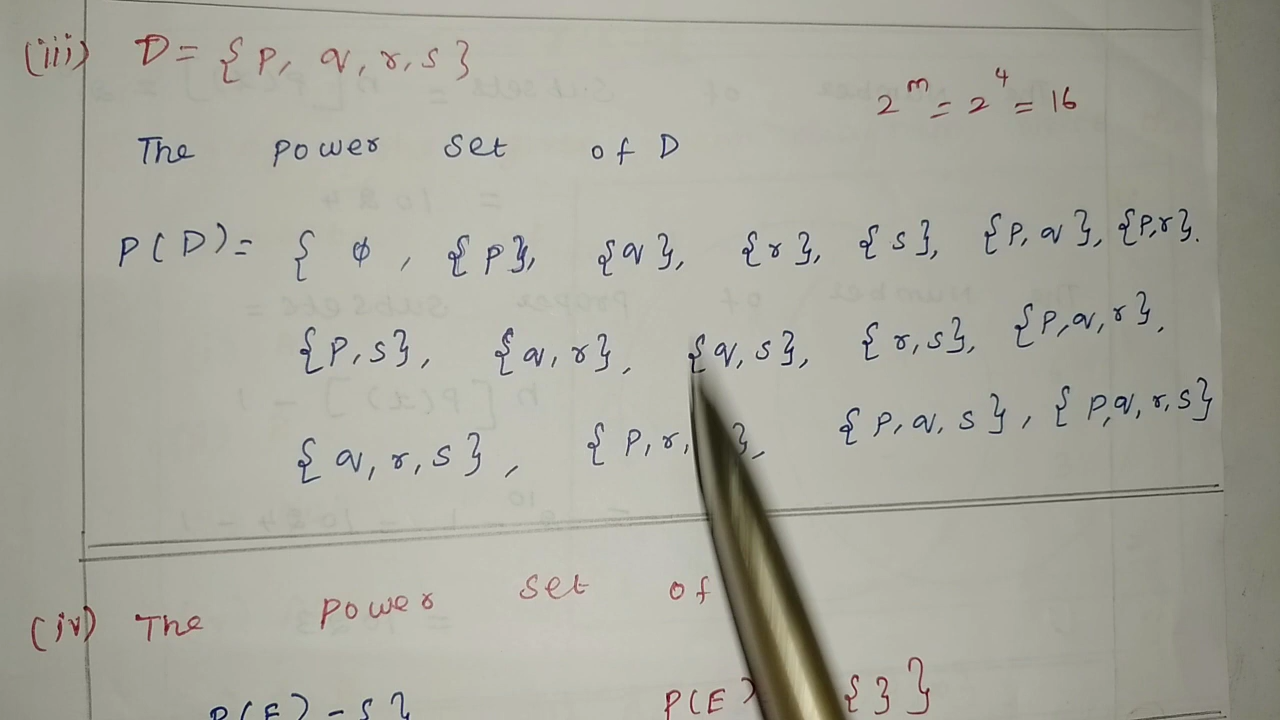 (iii) D = {p, q, r, s}
2^m = 2^4 = 16
The power set of D
P(D) = { ϕ, {p}, {q}, {r}, {s}, {p, q}, {p,r}.
{p,s}, {q, r}, {q, s}, {r,s}, {p,q,r},
{q, r, s}, {p, r, }, {p, q, s}, {p,q,r,s}
(iv) The power set of
P(E) = { } P(E) {}}